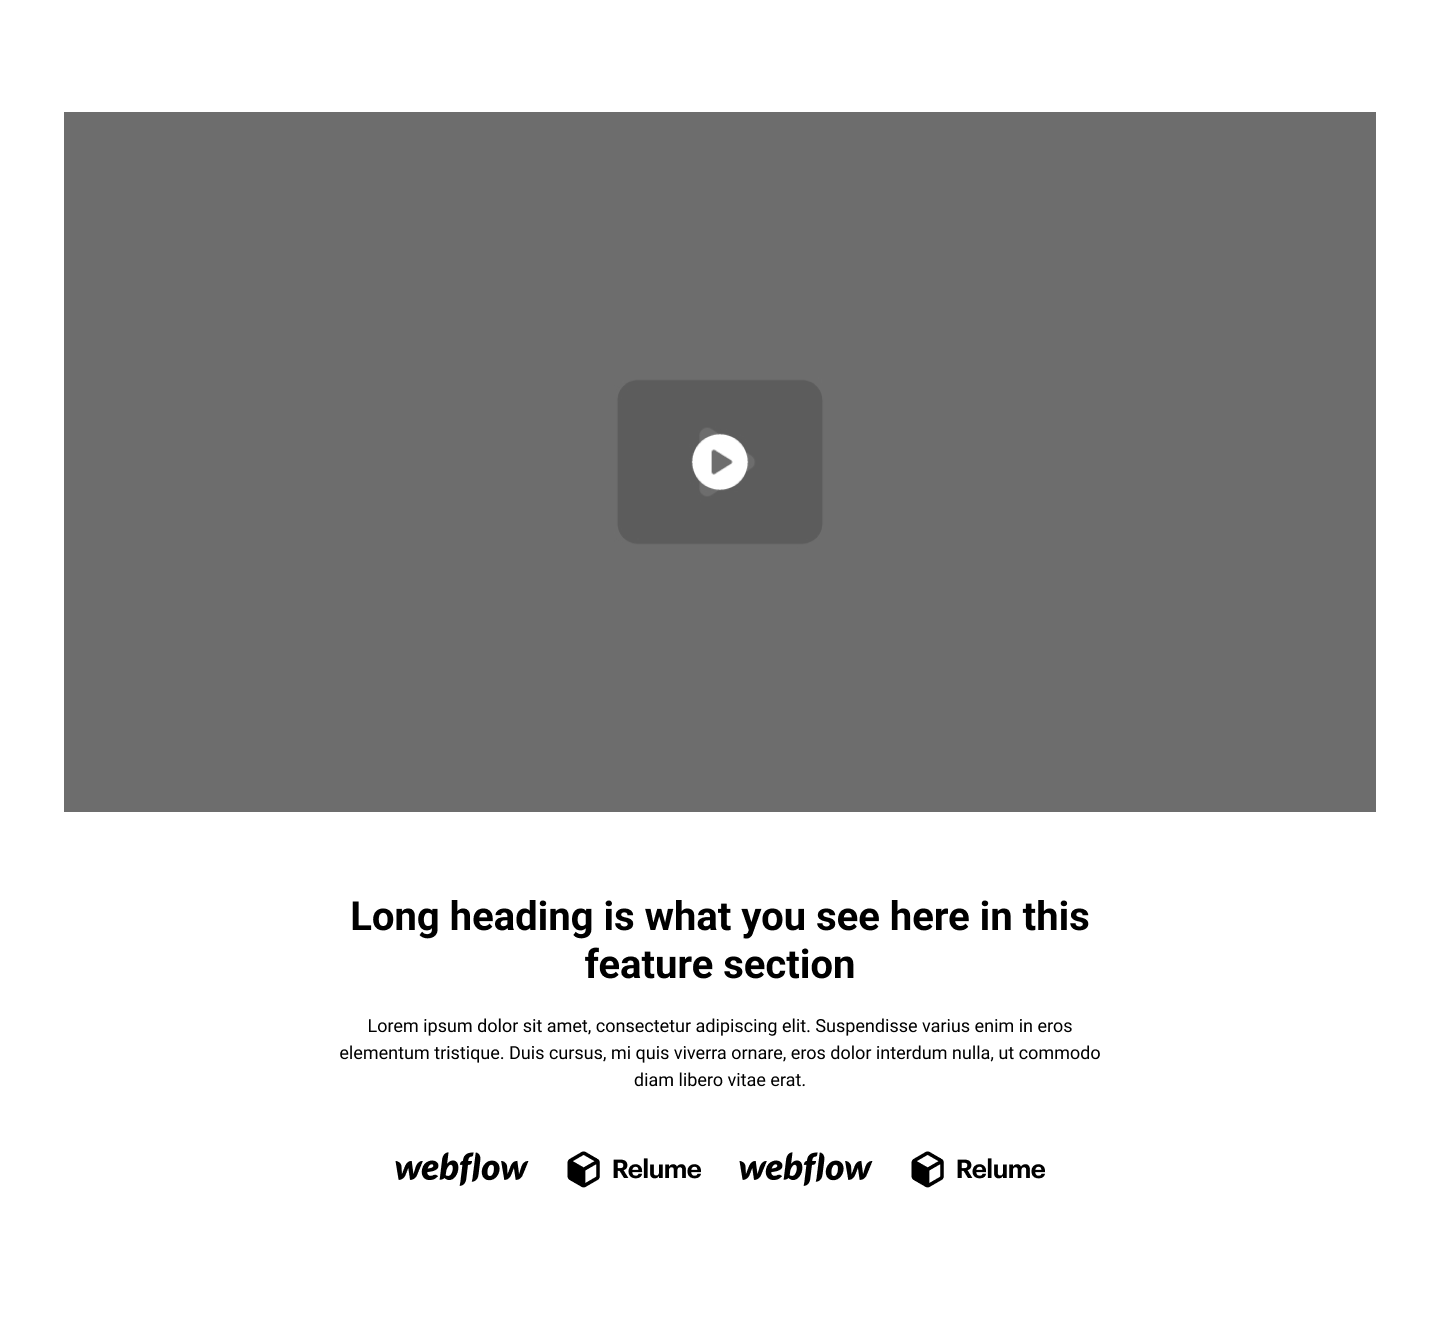 Long heading is what you see here in this
feature section
Lorem ipsum dolor sit amet, consectetur adipiscing elit. Suspendisse varius enim in eros
elementum tristique. Duis cursus, mi quis viverra ornare, eros dolor interdum nulla, ut commodo
diam libero vitae erat.
webflow Relume webflow Relume